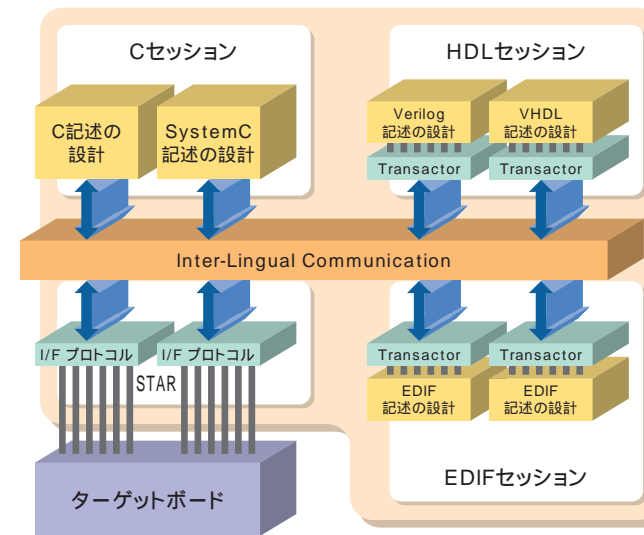 Cセッション
HDLセッション
C記述の
設計
SystemC
記述の設計
Verilog
記述の設計
VHDL
記述の設計
Transactor
Transactor
Inter-Lingual Communication
I/F プロトコル
I/F プロトコル
STAR
Transactor
Transactor
EDIF
記述の設計
EDIF
記述の設計
ターゲットボード
EDIFセッション